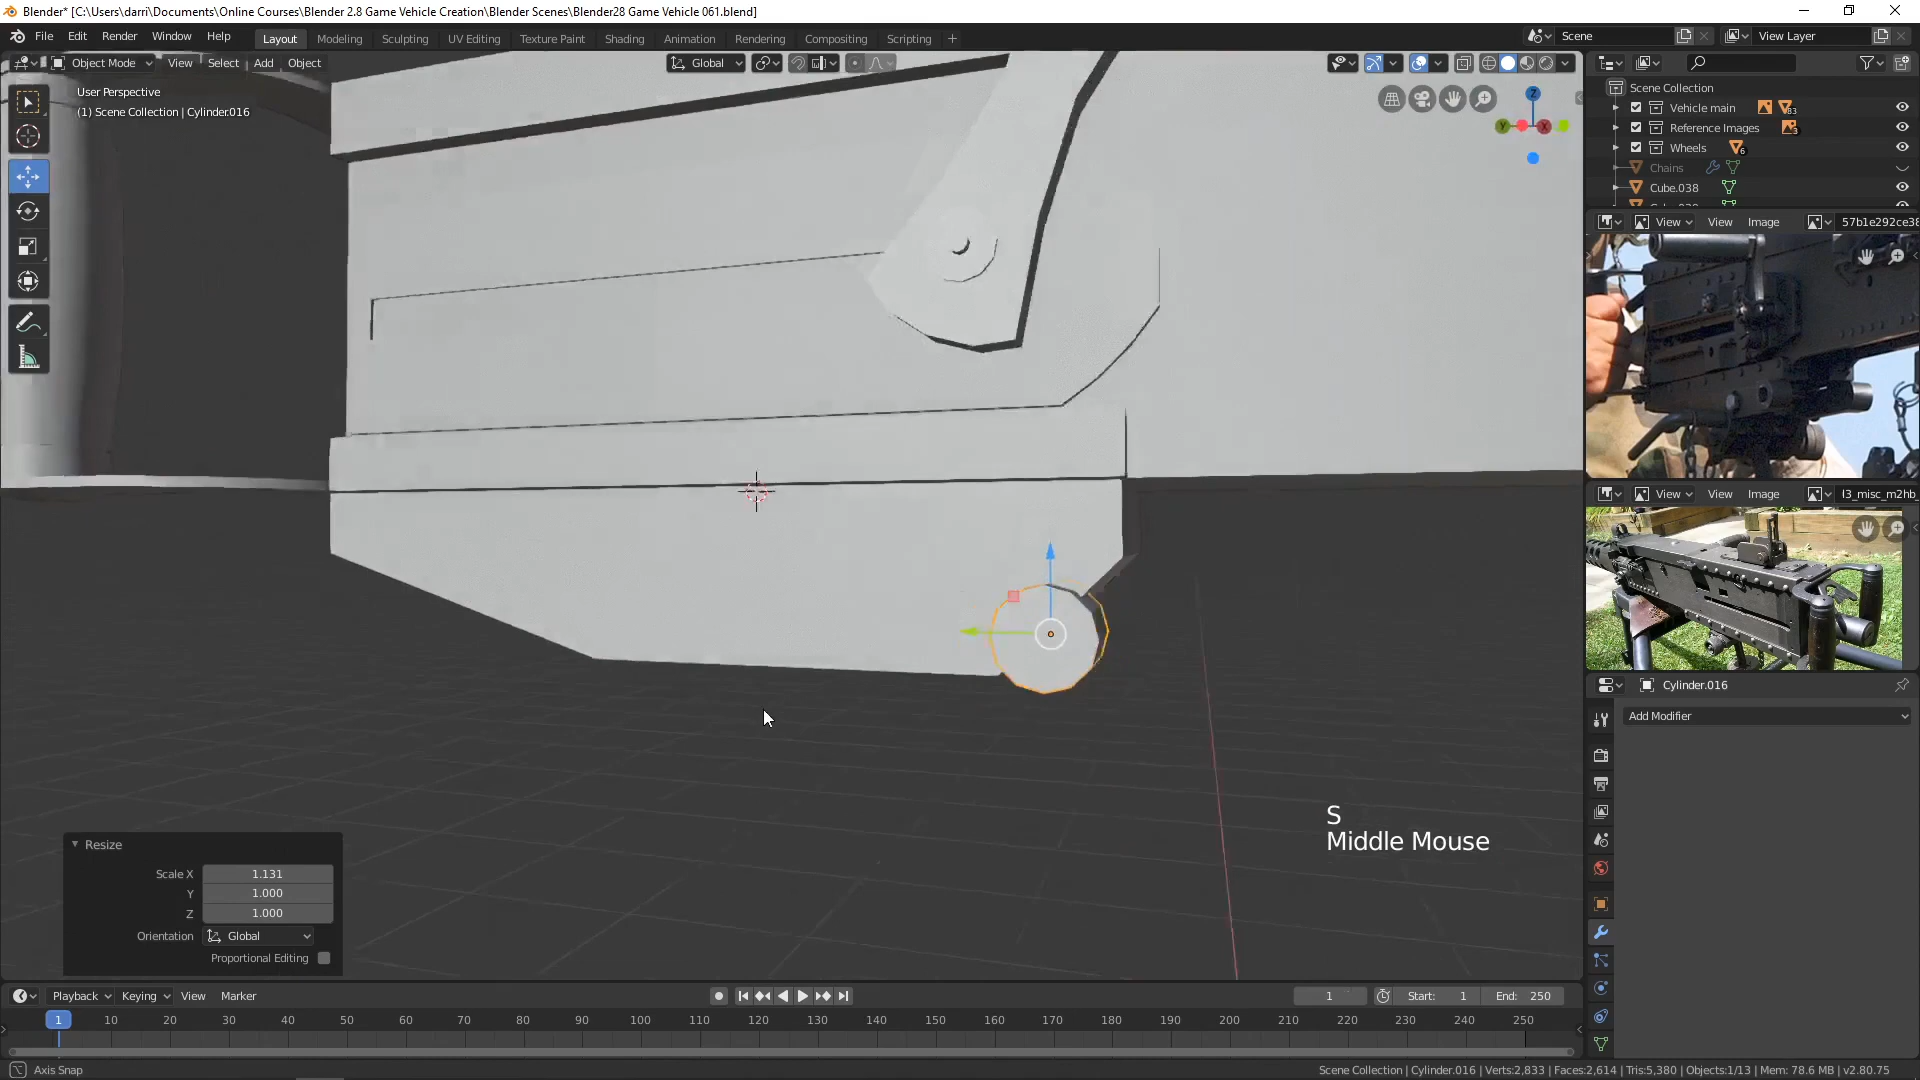 Blender* [C:\Users\darri\Documents\Online Courses\Blender 2.8 Game Vehicle Creation\Blender Scenes\Blender28 Game Vehicle 061.blend]
File Edit Render Window Help Layout Modeling Sculpting UV Editing Texture Paint Shading Animation Rendering Compositing Scripting + Scene View Layer
Object Mode View Select Add Object Global
User Perspective
(1) Scene Collection | Cylinder.016
Z
Y X
Scene Collection
Vehicle main 83
Reference Images 3
Wheels 6
Chains
Cube.038
View View Image 57b1e292ce38
View View Image l3_misc_m2hb_
Cylinder.016
Add Modifier
S
Middle Mouse
Resize
Scale X 1.131
Y 1.000
Z 1.000
Orientation Global
Proportional Editing
Playback Keying View Marker 1 Start: 1 End: 250
1 10 20 30 40 50 60 70 80 90 100 110 120 130 140 150 160 170 180 190 200 210 220 230 240 250
Axis Snap Scene Collection | Cylinder.016 | Verts:2,833 | Faces:2,614 | Tris:5,380 | Objects:1/13 | Mem: 78.6 MB | v2.80.75